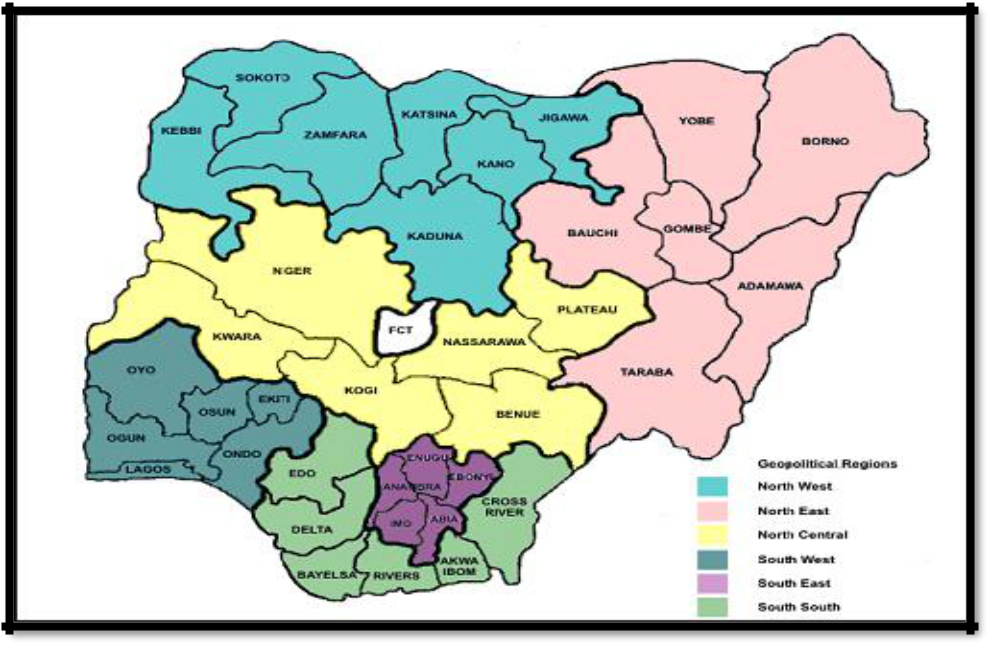 SOKOTO
KATSINA
JIGAWA
YOBE
KEBBI
ZAMFARA
BORNO
KANO
KADUNA
BAUCHI
GOMBE
NIGER
ADAMAWA
PLATEAU
FCT
KWARA
NASSARAWA
OYO
TARABA
KOGI
EKITI
OSUN
BENUE
OGUN
ONDO
LAGOS
ENUGU
EDO
EBONYI
ANAMBRA
CROSS
RIVER
IMO
ABIA
DELTA
AKWA
IBOM
BAYELSA
RIVERS
Geopolitical Regions
North West
North East
North Central
South West
South East
South South